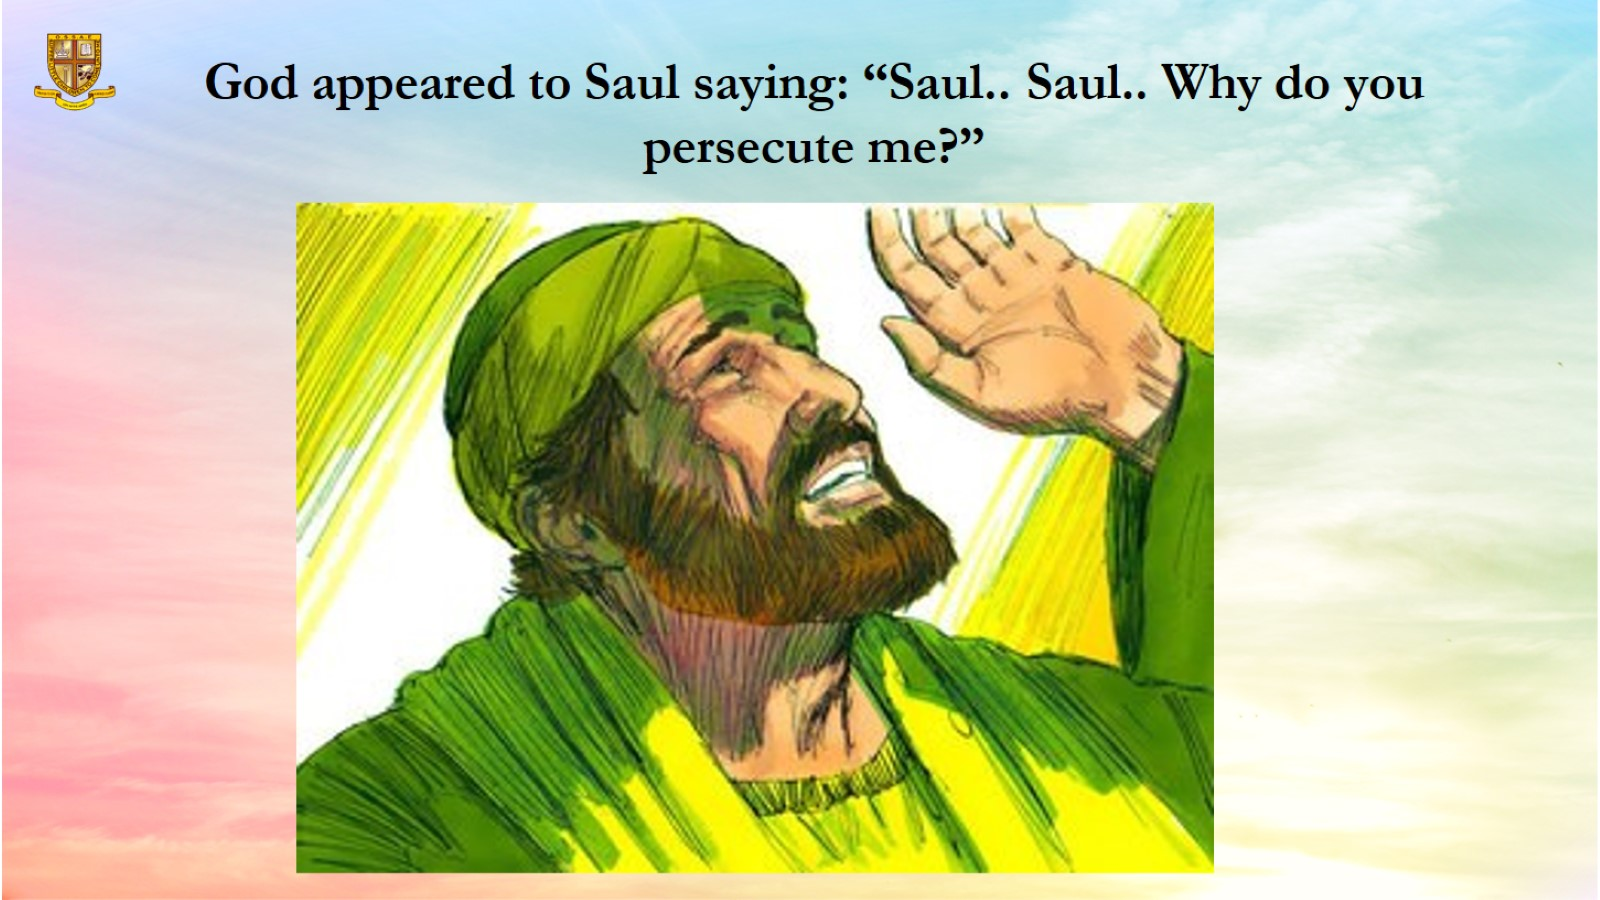 God appeared to Saul saying: “Saul.. Saul.. Why do you
persecute me?”